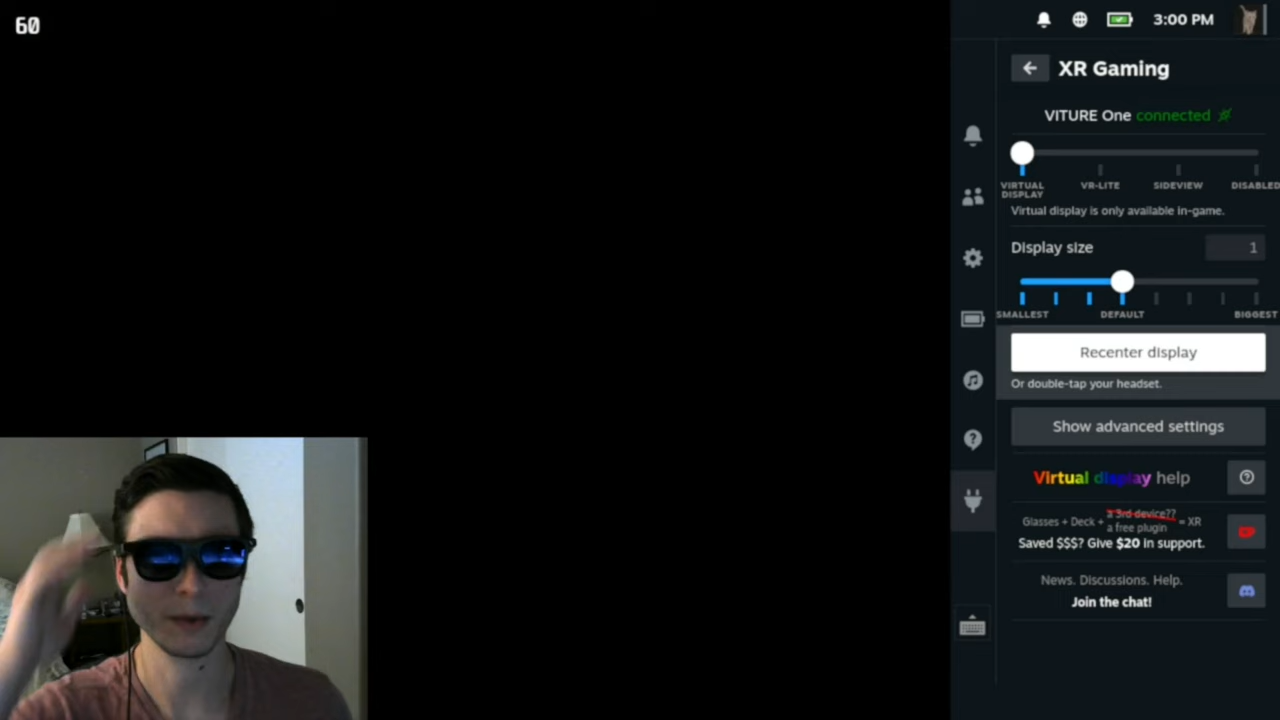 60
3:00 PM
XR Gaming
VITURE One connected
VIRTUAL DISPLAY
VR-LITE
SIDEVIEW
DISABLED
Virtual display is only available in-game.
Display size
1
SMALLEST
DEFAULT
BIGGEST
Recenter display
Or double-tap your headset.
Show advanced settings
Virtual display help
Glasses + Deck + a 3rd device?? a free plugin = XR
Saved $$$? Give $20 in support.
News. Discussions. Help.
Join the chat!